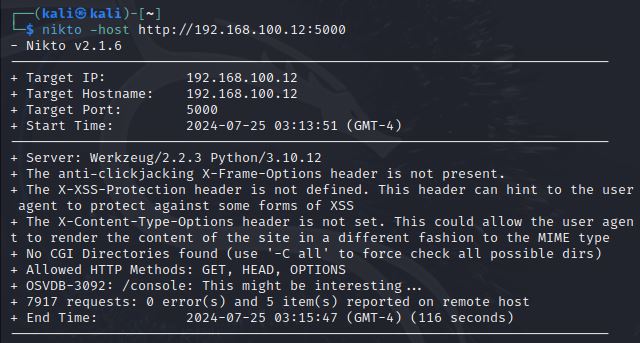 ┌──(kali㉿kali)-[~]
└─$ nikto -host http://192.168.100.12:5000
- Nikto v2.1.6
+ Target IP: 192.168.100.12
+ Target Hostname: 192.168.100.12
+ Target Port: 5000
+ Start Time: 2024-07-25 03:13:51 (GMT-4)
+ Server: Werkzeug/2.2.3 Python/3.10.12
+ The anti-clickjacking X-Frame-Options header is not present.
+ The X-XSS-Protection header is not defined. This header can hint to the user
agent to protect against some forms of XSS
+ The X-Content-Type-Options header is not set. This could allow the user agen
t to render the content of the site in a different fashion to the MIME type
+ No CGI Directories found (use '-C all' to force check all possible dirs)
+ Allowed HTTP Methods: GET, HEAD, OPTIONS
+ OSVDB-3092: /console: This might be interesting...
+ 7917 requests: 0 error(s) and 5 item(s) reported on remote host
+ End Time: 2024-07-25 03:15:47 (GMT-4) (116 seconds)